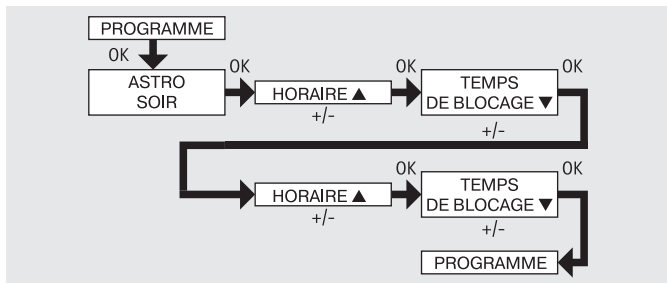 PROGRAMME
OK
ASTRO
SOIR
OK
HORAIRE ▲
+/-
OK
TEMPS
DE BLOCAGE ▼
+/-
OK
HORAIRE ▲
+/-
OK
TEMPS
DE BLOCAGE ▼
+/-
OK
PROGRAMME